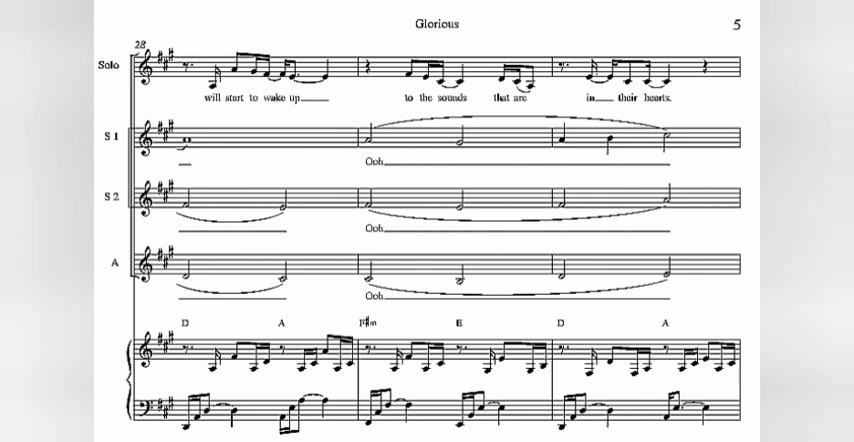 Glorious
5
28
Solo
will start to wake up to the sounds that are in their hearts.
S 1
Ooh
S 2
Ooh
A
Ooh
D A F#m E D A